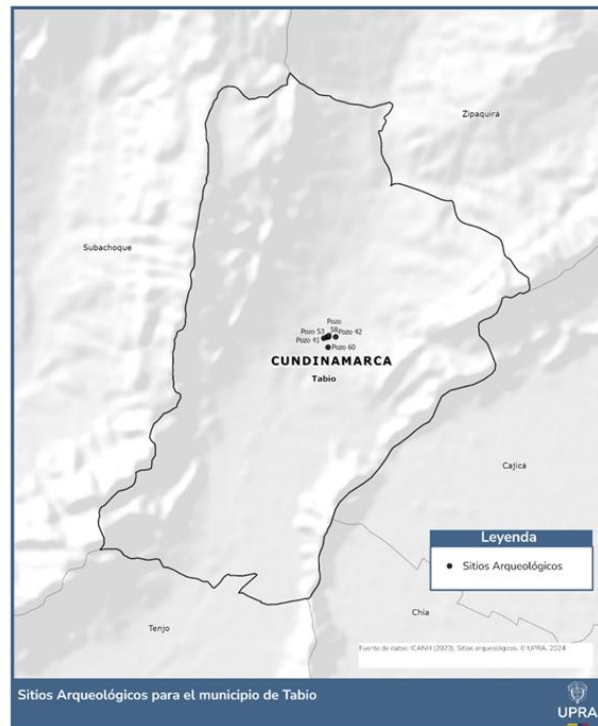 Zipaquirá
Subachoque
Pozo
Pozo 53
58
Pozo 42
Pozo 41
Pozo 60
CUNDINAMARCA
Tabio
Cajicá
Leyenda
Sitios Arqueológicos
Chía
Tenjo
Fuente de datos: ICANH (2023). Sitios arqueológicos. © UPRA, 2024
Sitios Arqueológicos para el municipio de Tabio
UPRA